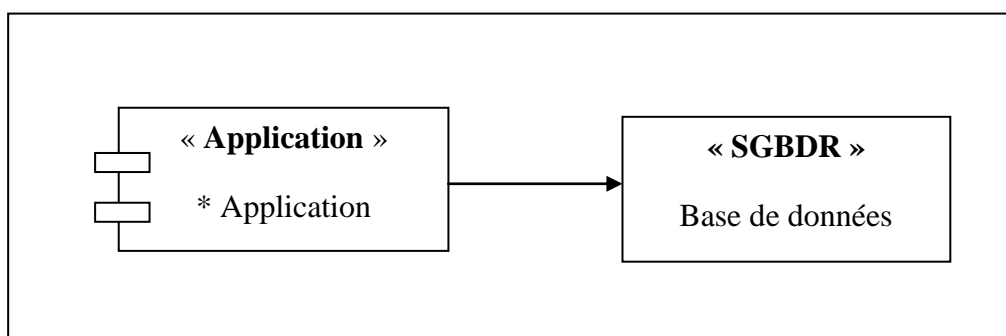 « Application »
* Application
« SGBDR »
Base de données